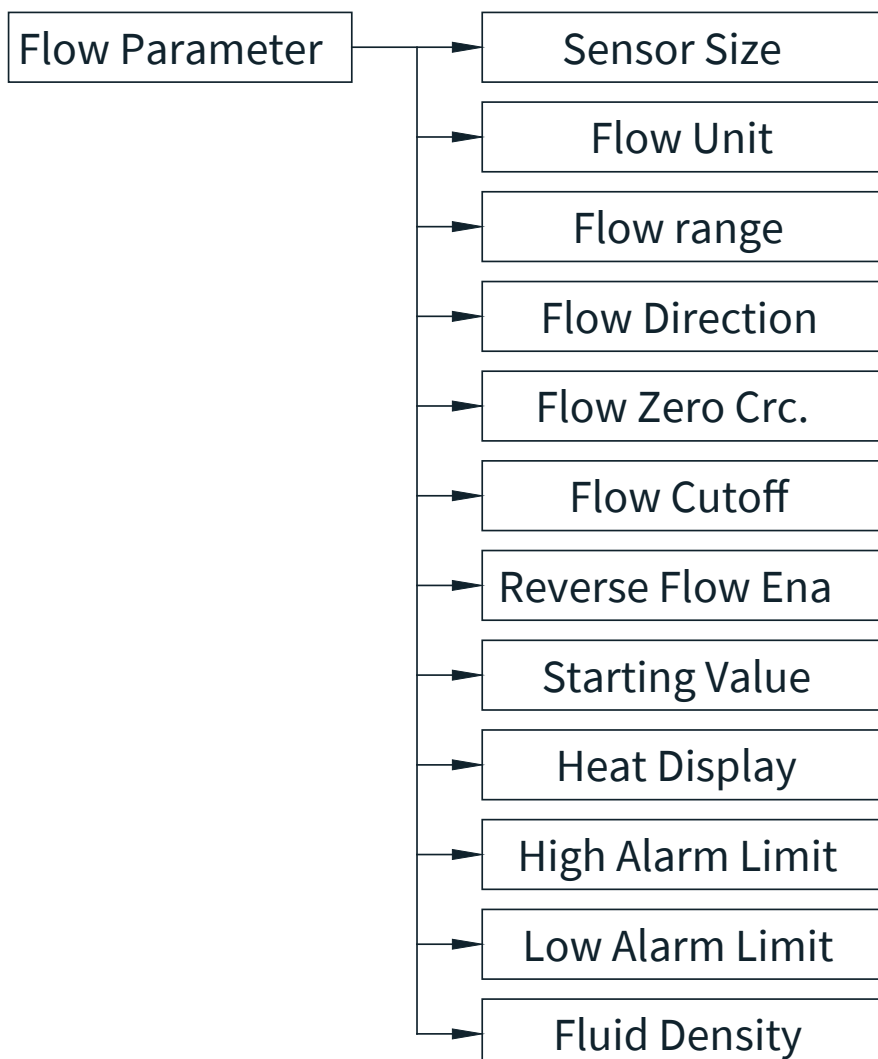 Flow Parameter
Sensor Size
Flow Unit
Flow range
Flow Direction
Flow Zero Crc.
Flow Cutoff
Reverse Flow Ena
Starting Value
Heat Display
High Alarm Limit
Low Alarm Limit
Fluid Density